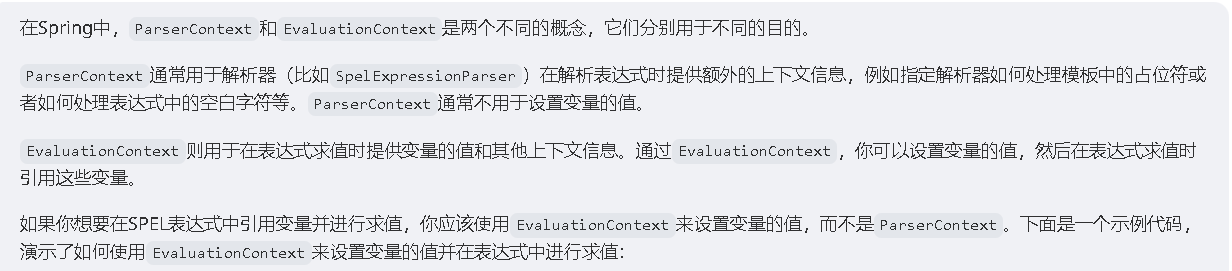 在Spring中， ParserContext 和 EvaluationContext 是两个不同的概念，它们分别用于不同的目的。
ParserContext 通常用于解析器（比如 SpelExpressionParser ）在解析表达式时提供额外的上下文信息，例如指定解析器如何处理模板中的占位符或
者如何处理表达式中的空白字符等。 ParserContext 通常不用于设置变量的值。
EvaluationContext 则用于在表达式求值时提供变量的值和其他上下文信息。通过 EvaluationContext ，你可以设置变量的值，然后在表达式求值时
引用这些变量。
如果你想要在SPEL表达式中引用变量并进行求值，你应该使用 EvaluationContext 来设置变量的值，而不是 ParserContext 。下面是一个示例代码，
演示了如何使用 EvaluationContext 来设置变量的值并在表达式中进行求值：